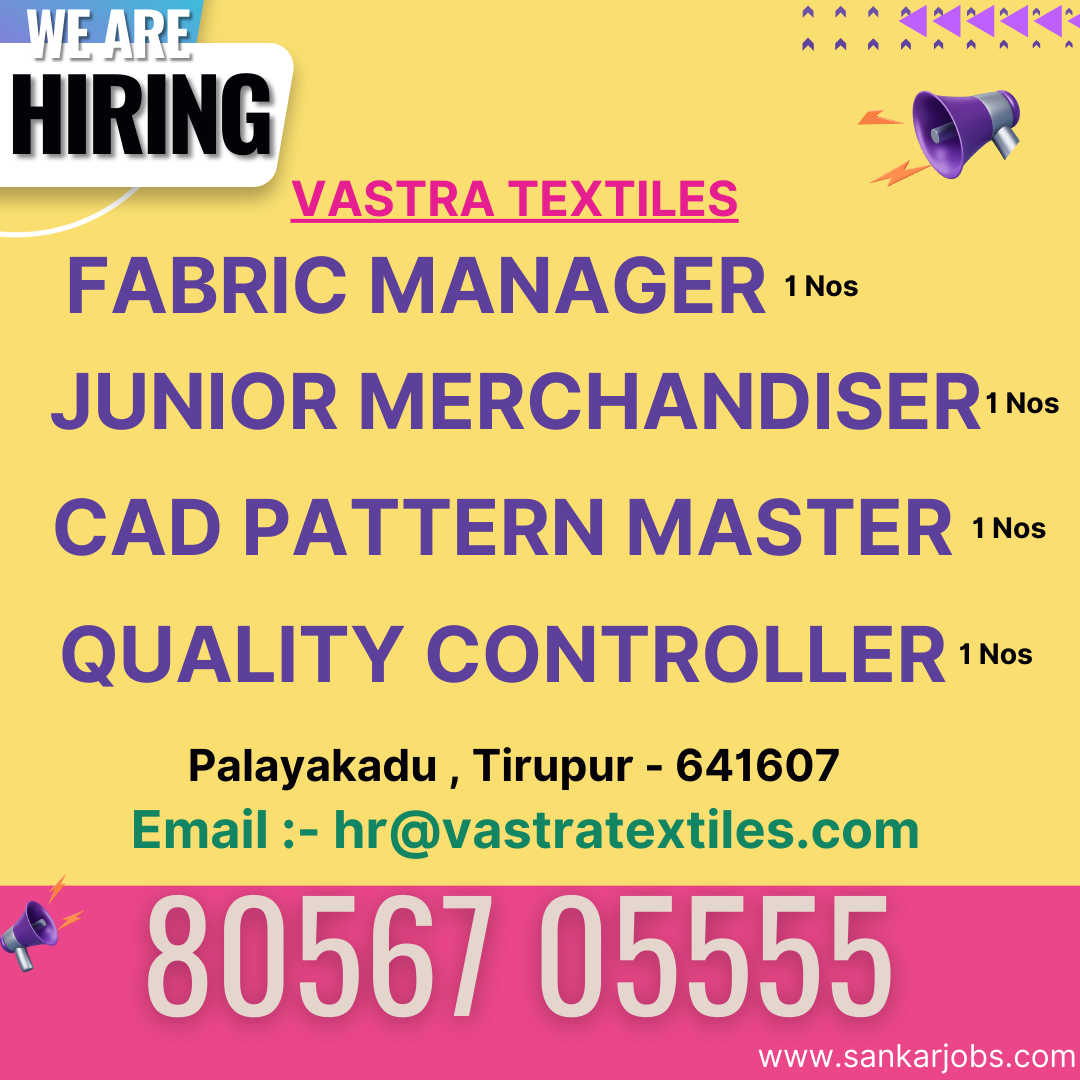 WE ARE
HIRING
VASTRA TEXTILES
FABRIC MANAGER 1 Nos
JUNIOR MERCHANDISER 1 Nos
CAD PATTERN MASTER 1 Nos
QUALITY CONTROLLER 1 Nos
Palayakadu , Tirupur - 641607
Email :- hr@vastratextiles.com
80567 05555
www.sankarjobs.com